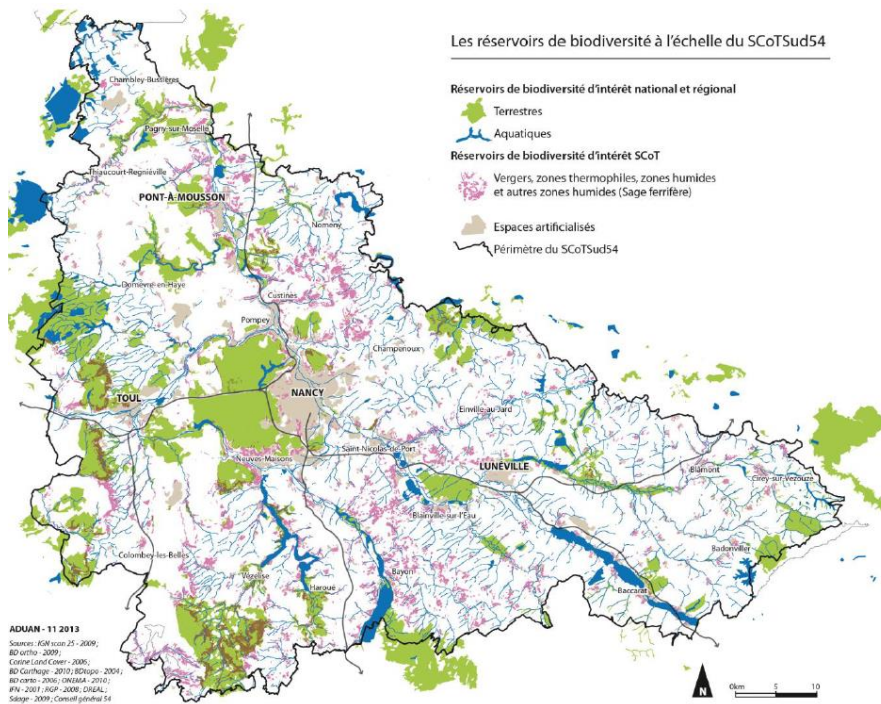 Les réservoirs de biodiversité à l'échelle du SCoTSud54
Réservoirs de biodiversité d'intérêt national et régional
Terrestres
Aquatiques
Réservoirs de biodiversité d'intérêt SCoT
Vergers, zones thermophiles, zones humides
et autres zones humides (Sage ferrifère)
Espaces artificialisés
Périmètre du SCoTSud54
Chambley-Bussières
Pagny-sur-Moselle
Thiaucourt-Regniéville
PONT-À-MOUSSON
Nomeny
Domèvre-en-Haye
Custines
Pompey
Champenoux
TOUL
NANCY
Einville-au-Jard
Saint-Nicolas-de-Port
Neuves-Maisons
LUNÉVILLE
Blâmont
Cirey-sur-Vezouze
Blainville-sur-l'Eau
Colombey-les-Belles
Badonviller
Vézelise
Haroué
Bayon
Baccarat
ADUAN - 11 2013
Sources : IGN scan 25 - 2009 ;
BD ortho - 2009 ;
Corine Land Cover - 2006 ;
BD Carthage - 2010 ; BDtopo - 2004 ;
BD carto - 2006 ; ONEMA - 2010 ;
IFN - 2001 ; RGP - 2008 ; DREAL ;
Sdage - 2009 ; Conseil général 54
N
0km 5 10